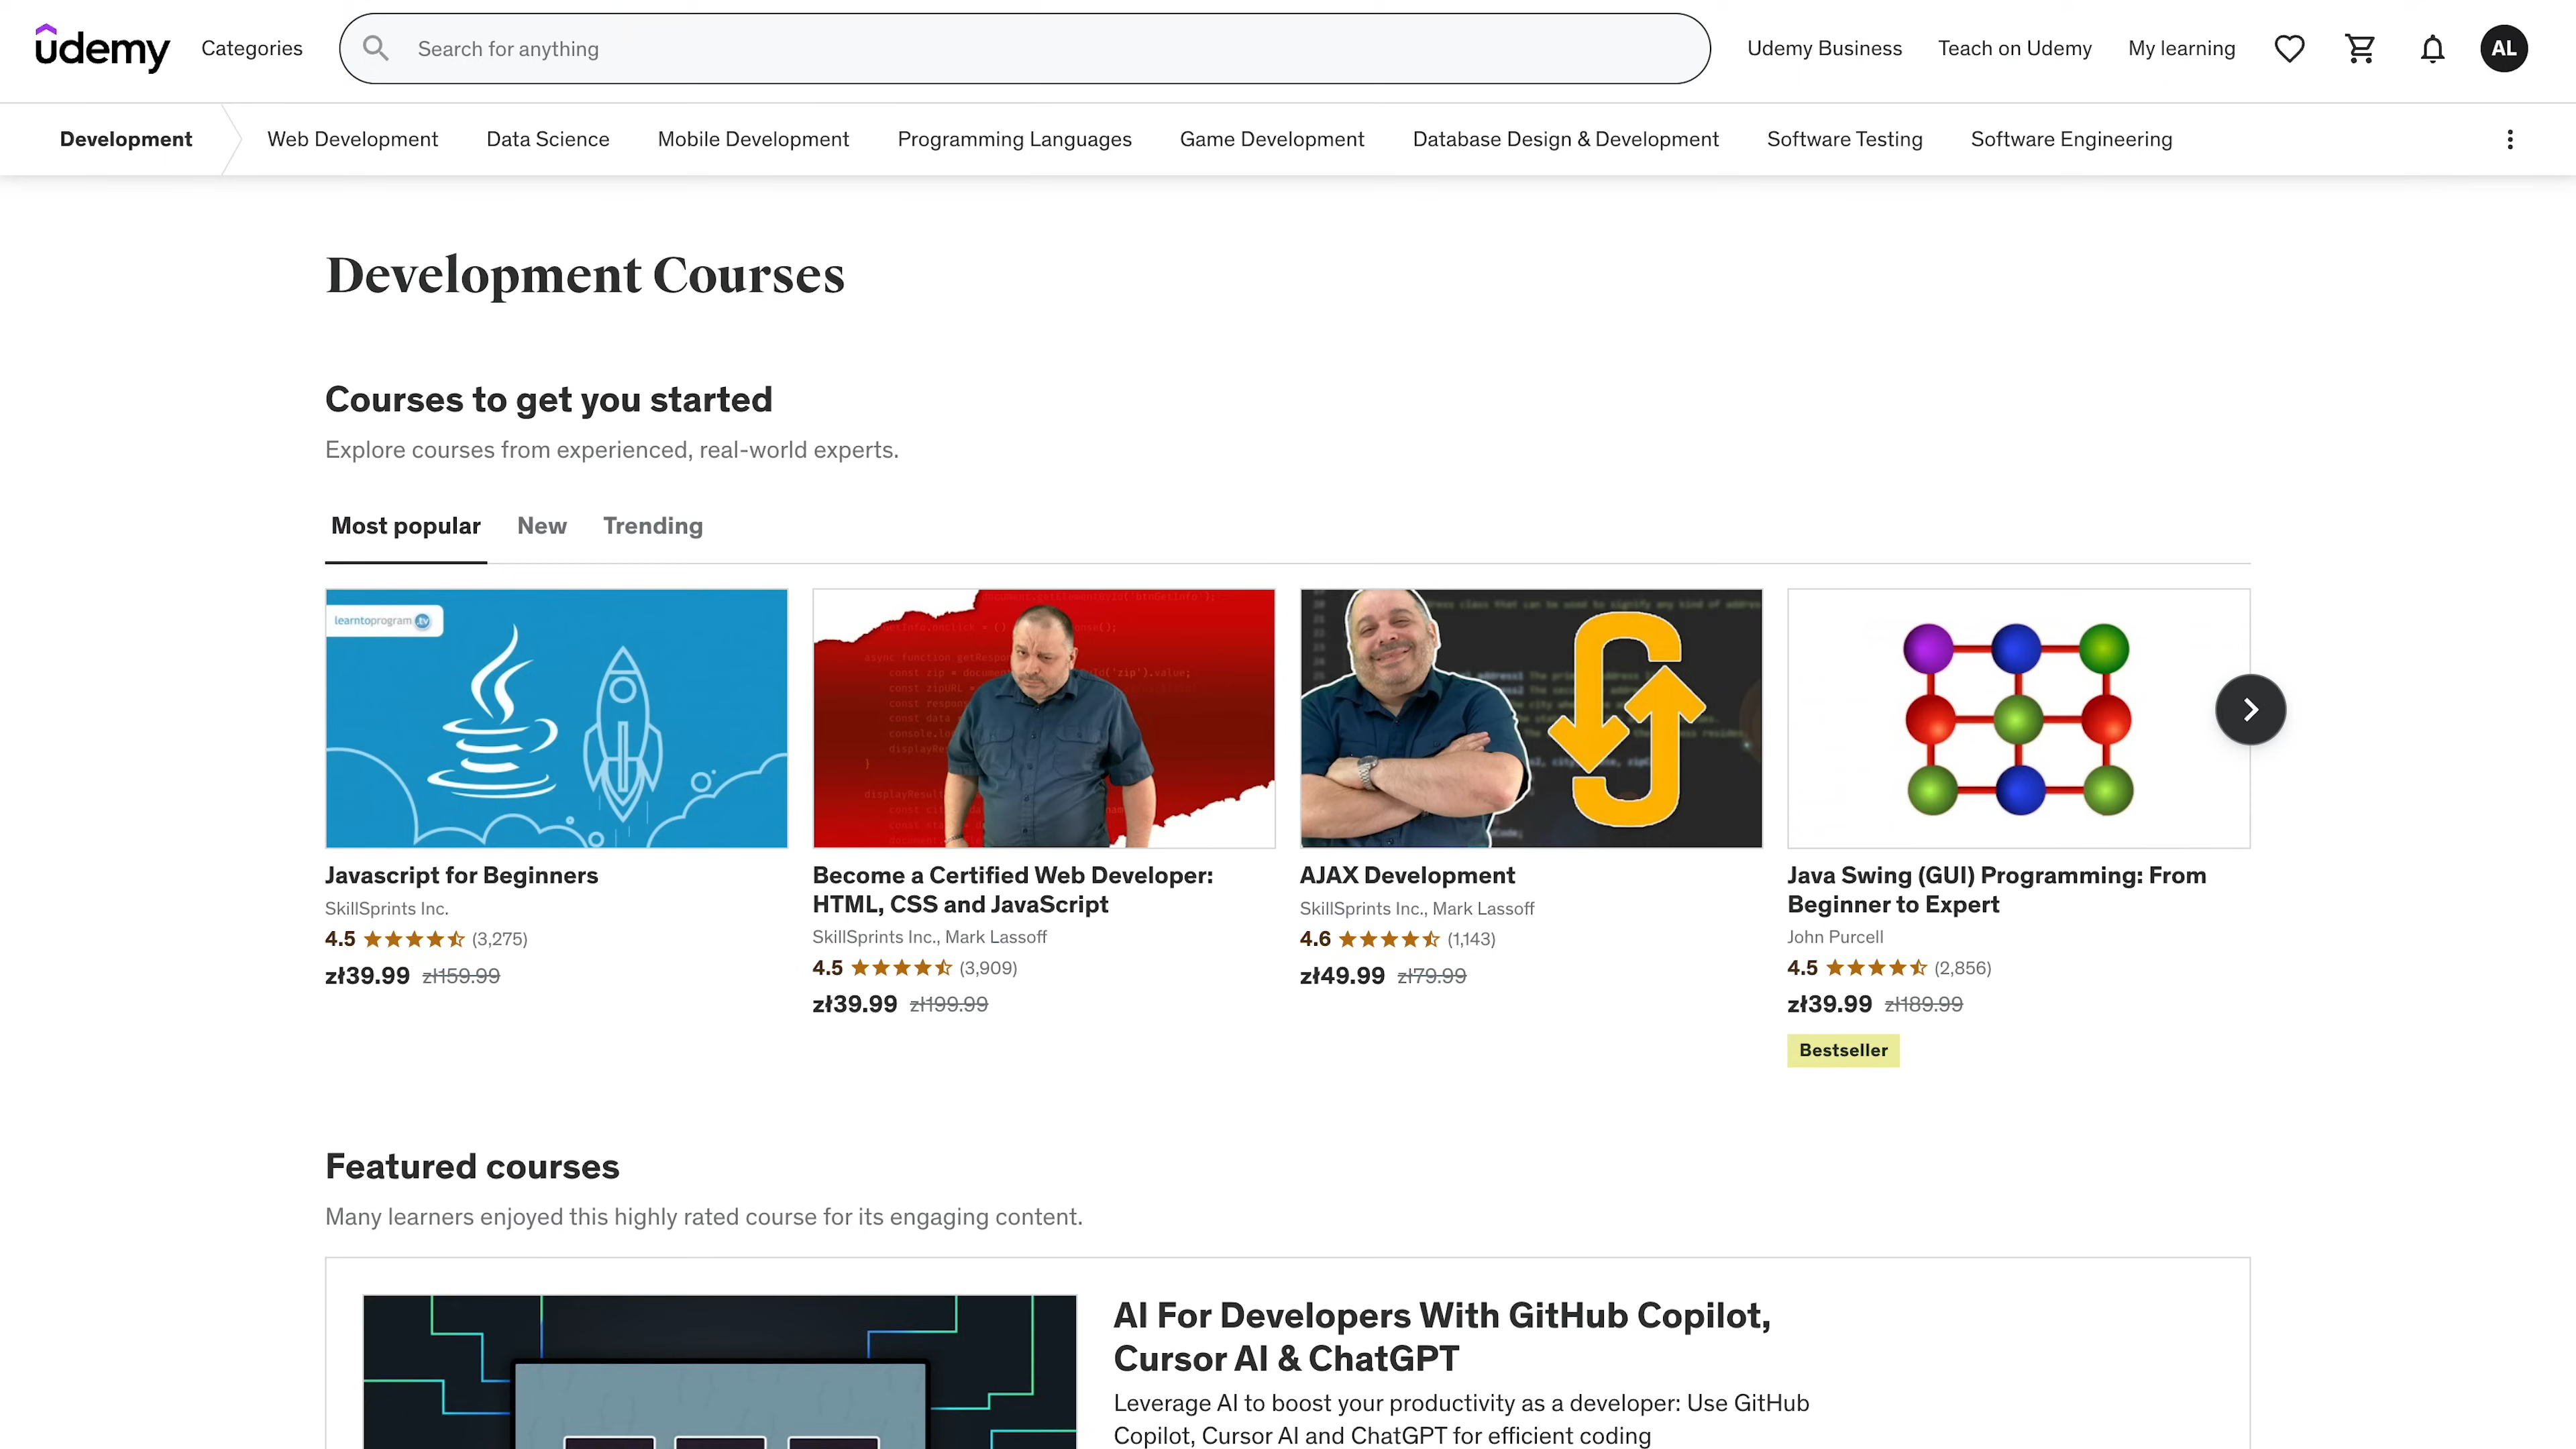 udemy
Categories
Search for anything
Udemy Business
Teach on Udemy
My learning
AL
Development
Web Development
Data Science
Mobile Development
Programming Languages
Game Development
Database Design & Development
Software Testing
Software Engineering
Development Courses
Courses to get you started
Explore courses from experienced, real-world experts.
Most popular
New
Trending
learntoprogram.tv
Javascript for Beginners
SkillSprints Inc.
4.5 (3,275)
zł39.99 zł159.99
Become a Certified Web Developer:
HTML, CSS and JavaScript
SkillSprints Inc., Mark Lassoff
4.5 (3,909)
zł39.99 zł199.99
AJAX Development
SkillSprints Inc., Mark Lassoff
4.6 (1,143)
zł49.99 zł79.99
Java Swing (GUI) Programming: From
Beginner to Expert
John Purcell
4.5 (2,856)
zł39.99 zł189.99
Bestseller
Featured courses
Many learners enjoyed this highly rated course for its engaging content.
AI For Developers With GitHub Copilot,
Cursor AI & ChatGPT
Leverage AI to boost your productivity as a developer: Use GitHub
Copilot, Cursor AI and ChatGPT for efficient coding